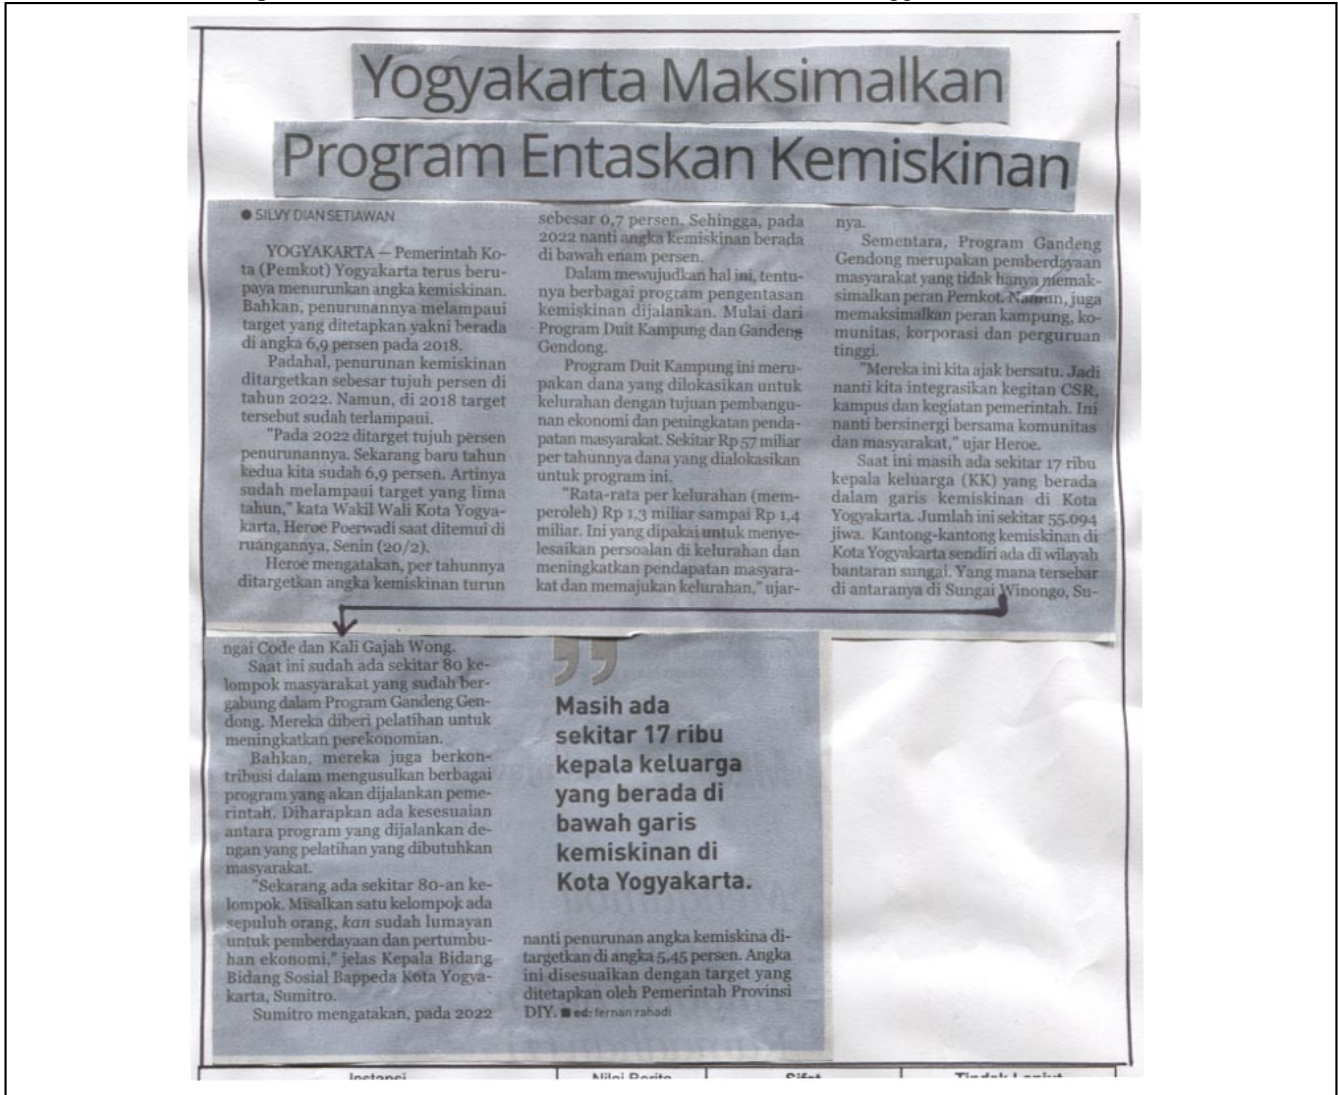 Yogyakarta Maksimalkan
Program Entaskan Kemiskinan
● SILVY DIAN SETIAWAN
YOGYAKARTA — Pemerintah Ko-
ta (Pemkot) Yogyakarta terus beru-
paya menurunkan angka kemiskinan.
Bahkan, penurunannya melampaui
target yang ditetapkan yakni berada
di angka 6,9 persen pada 2018.
Padahal, penurunan kemiskinan
ditargetkan sebesar tujuh persen di
tahun 2022. Namun, di 2018 target
tersebut sudah terlampaui.
"Pada 2022 ditarget tujuh persen
penurunannya. Sekarang baru tahun
kedua kita sudah 6,9 persen. Artinya
sudah melampaui target yang lima
tahun," kata Wakil Wali Kota Yogya-
karta, Heroe Poerwadi saat ditemui di
ruangannya, Senin (20/2).
Heroe mengatakan, per tahunnya
ditargetkan angka kemiskinan turun
sebesar 0,7 persen. Sehingga, pada
2022 nanti angka kemiskinan berada
di bawah enam persen.
Dalam mewujudkan hal ini, tentu-
nya berbagai program pengentasan
kemiskinan dijalankan. Mulai dari
Program Duit Kampung dan Gandeng
Gendong.
Program Duit Kampung ini meru-
pakan dana yang dilokasikan untuk
kelurahan dengan tujuan pembangu-
nan ekonomi dan peningkatan penda-
patan masyarakat. Sekitar Rp 57 miliar
per tahunnya dana yang dialokasikan
untuk program ini.
"Rata-rata per kelurahan (mem-
peroleh) Rp 1,3 miliar sampai Rp 1,4
miliar. Ini yang dipakai untuk menye-
lesaikan persoalan di kelurahan dan
meningkatkan pendapatan masyara-
kat dan memajukan kelurahan," ujar-
nya.
Sementara, Program Gandeng
Gendong merupakan pemberdayaan
masyarakat yang tidak hanya memak-
simalkan peran Pemkot. Namun, juga
memaksimalkan peran kampung, ko-
munitas, korporasi dan perguruan
tinggi.
"Mereka ini kita ajak bersatu. Jadi
nanti kita integrasikan kegitan CSR,
kampus dan kegiatan pemerintah. Ini
nanti bersinergi bersama komunitas
dan masyarakat," ujar Heroe.
Saat ini masih ada sekitar 17 ribu
kepala keluarga (KK) yang berada
dalam garis kemiskinan di Kota
Yogyakarta. Jumlah ini sekitar 55.094
jiwa. Kantong-kantong kemiskinan di
Kota Yogyakarta sendiri ada di wilayah
bantaran sungai. Yang mana tersebar
di antaranya di Sungai Winongo, Su-
ngai Code dan Kali Gajah Wong.
Saat ini sudah ada sekitar 80 ke-
lompok masyarakat yang sudah ber-
gabung dalam Program Gandeng Gen-
dong. Mereka diberi pelatihan untuk
meningkatkan perekonomian.
Bahkan, mereka juga berkon-
tribusi dalam mengusulkan berbagai
program yang akan dijalankan peme-
rintah. Diharapkan ada kesesuaian
antara program yang dijalankan de-
ngan yang pelatihan yang dibutuhkan
masyarakat.
"Sekarang ada sekitar 80-an ke-
lompok. Misalkan satu kelompok ada
sepuluh orang, kan sudah lumayan
untuk pemberdayaan dan pertumbu-
han ekonomi," jelas Kepala Bidang
Bidang Sosial Bappeda Kota Yogya-
karta, Sumitro.
Sumitro mengatakan, pada 2022
"
Masih ada
sekitar 17 ribu
kepala keluarga
yang berada di
bawah garis
kemiskinan di
Kota Yogyakarta.
nanti penurunan angka kemiskina di-
targetkan di angka 5,45 persen. Angka
ini disesuaikan dengan target yang
ditetapkan oleh Pemerintah Provinsi
DIY. ■ ed: fernan rahadi
Instansi Nilai Berita Sifat Tindak Lanjut